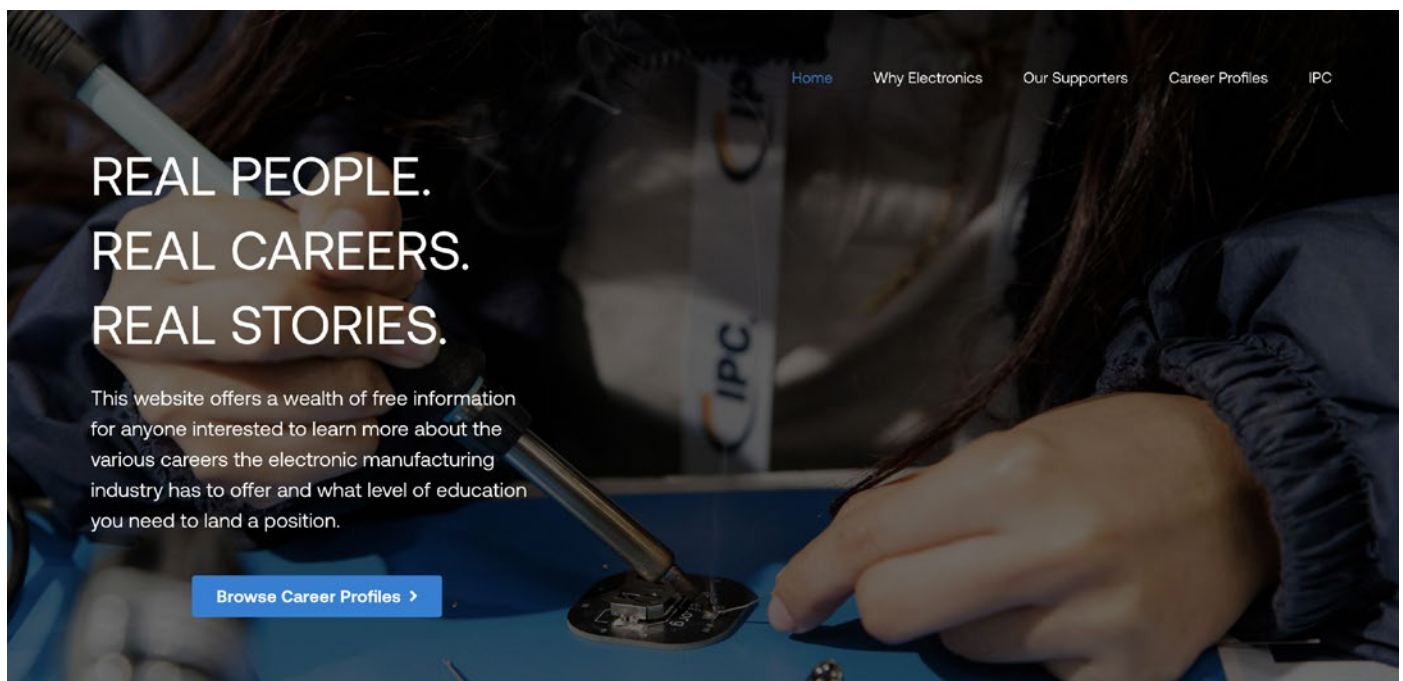 Home Why Electronics Our Supporters Career Profiles IPC
REAL PEOPLE.
REAL CAREERS.
REAL STORIES.
This website offers a wealth of free information
for anyone interested to learn more about the
various careers the electronic manufacturing
industry has to offer and what level of education
you need to land a position.
Browse Career Profiles
IPC
IPC